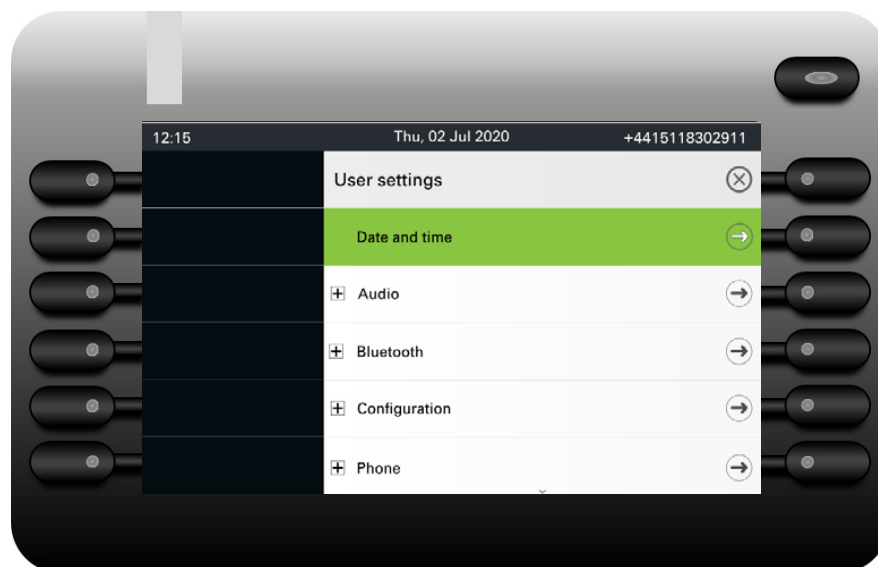 12:15 Thu, 02 Jul 2020 +4415118302911
User settings
Date and time
Audio
Bluetooth
Configuration
Phone